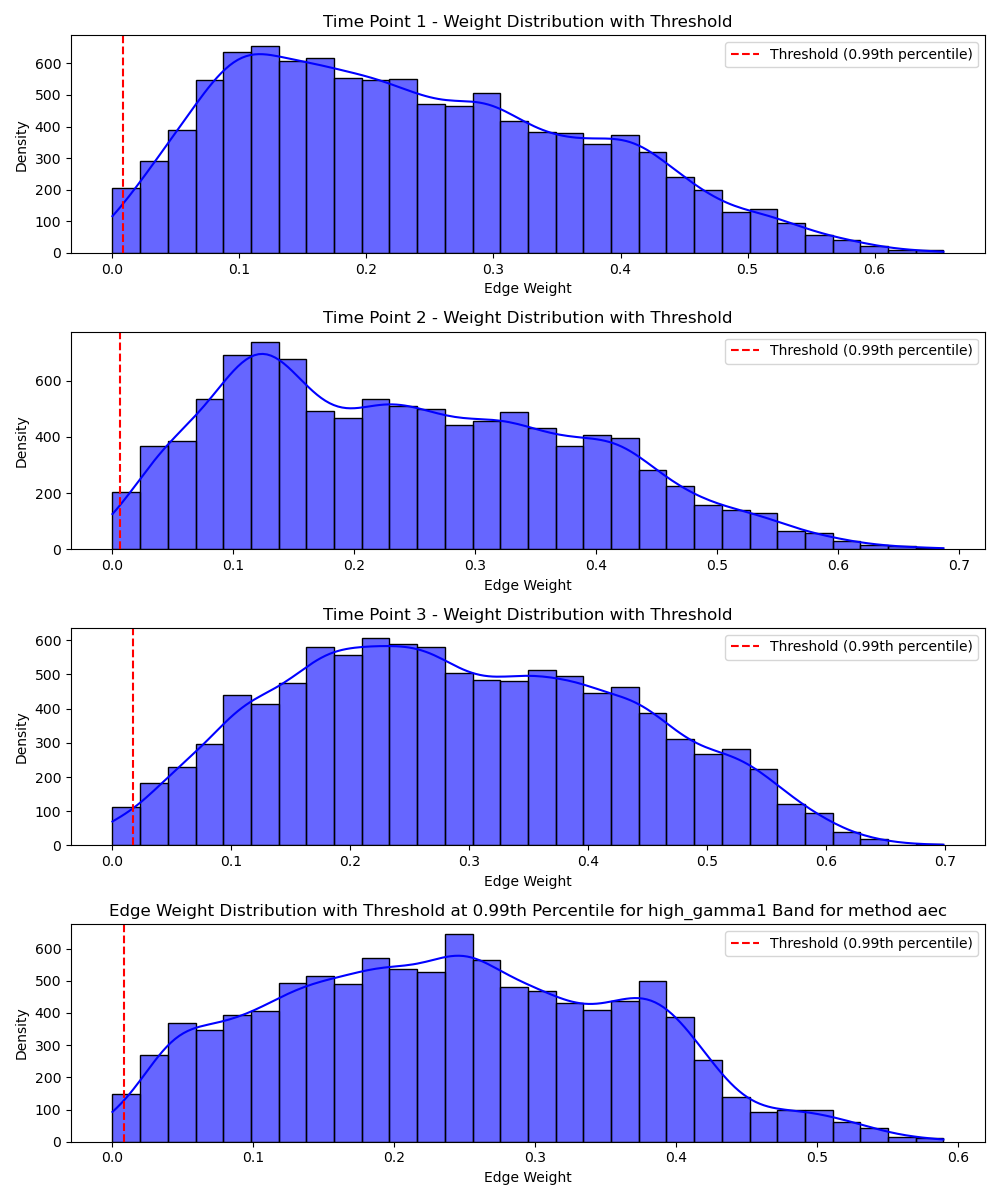 Time Point 1 - Weight Distribution with Threshold
Threshold (0.99th percentile)
Density
600
500
400
300
200
100
0
0.0 0.1 0.2 0.3 0.4 0.5 0.6
Edge Weight
Time Point 2 - Weight Distribution with Threshold
Threshold (0.99th percentile)
Density
600
400
200
0
0.0 0.1 0.2 0.3 0.4 0.5 0.6 0.7
Edge Weight
Time Point 3 - Weight Distribution with Threshold
Threshold (0.99th percentile)
Density
600
500
400
300
200
100
0
0.0 0.1 0.2 0.3 0.4 0.5 0.6 0.7
Edge Weight
Edge Weight Distribution with Threshold at 0.99th Percentile for high_gamma1 Band for method aec
Threshold (0.99th percentile)
Density
600
500
400
300
200
100
0
0.0 0.1 0.2 0.3 0.4 0.5 0.6
Edge Weight